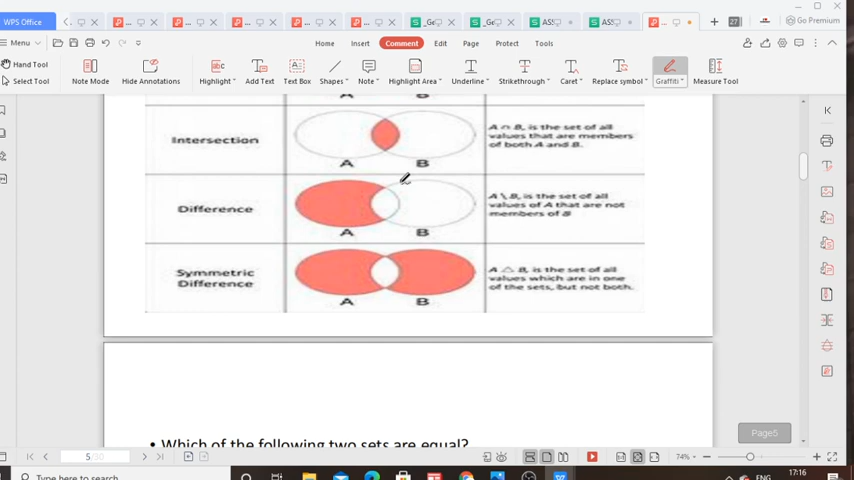 WPS Office
_Ge
_Ge
ASS
ASS
27
Go Premium
Menu
Home Insert Comment Edit Page Protect Tools
Hand Tool
Select Tool
Note Mode Hide Annotations Highlight Add Text Text Box Shapes Note Highlight Area Underline Strikethrough Caret Replace symbol Graffiti Measure Tool
A B
Intersection
A B
A ∩ B, is the set of all
values that are members
of both A and B.
Difference
A B
A \ B, is the set of all
values of A that are not
members of B
Symmetric
Difference
A B
A △ B, is the set of all
values which are in one
of the sets, but not both.
• Which of the following two sets are equal?
Page5
74%
Type here to search
ENG
17:16